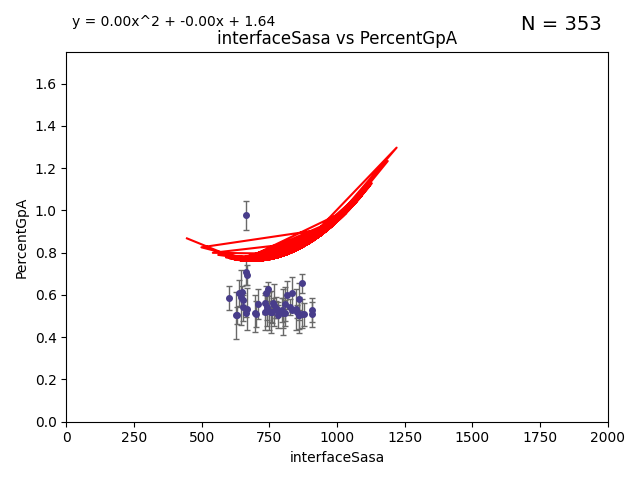 y = 0.00x^2 + -0.00x + 1.64
N = 353
interfaceSasa vs PercentGpA
PercentGpA
1.6
1.4
1.2
1.0
0.8
0.6
0.4
0.2
0.0
0 250 500 750 1000 1250 1500 1750 2000
interfaceSasa